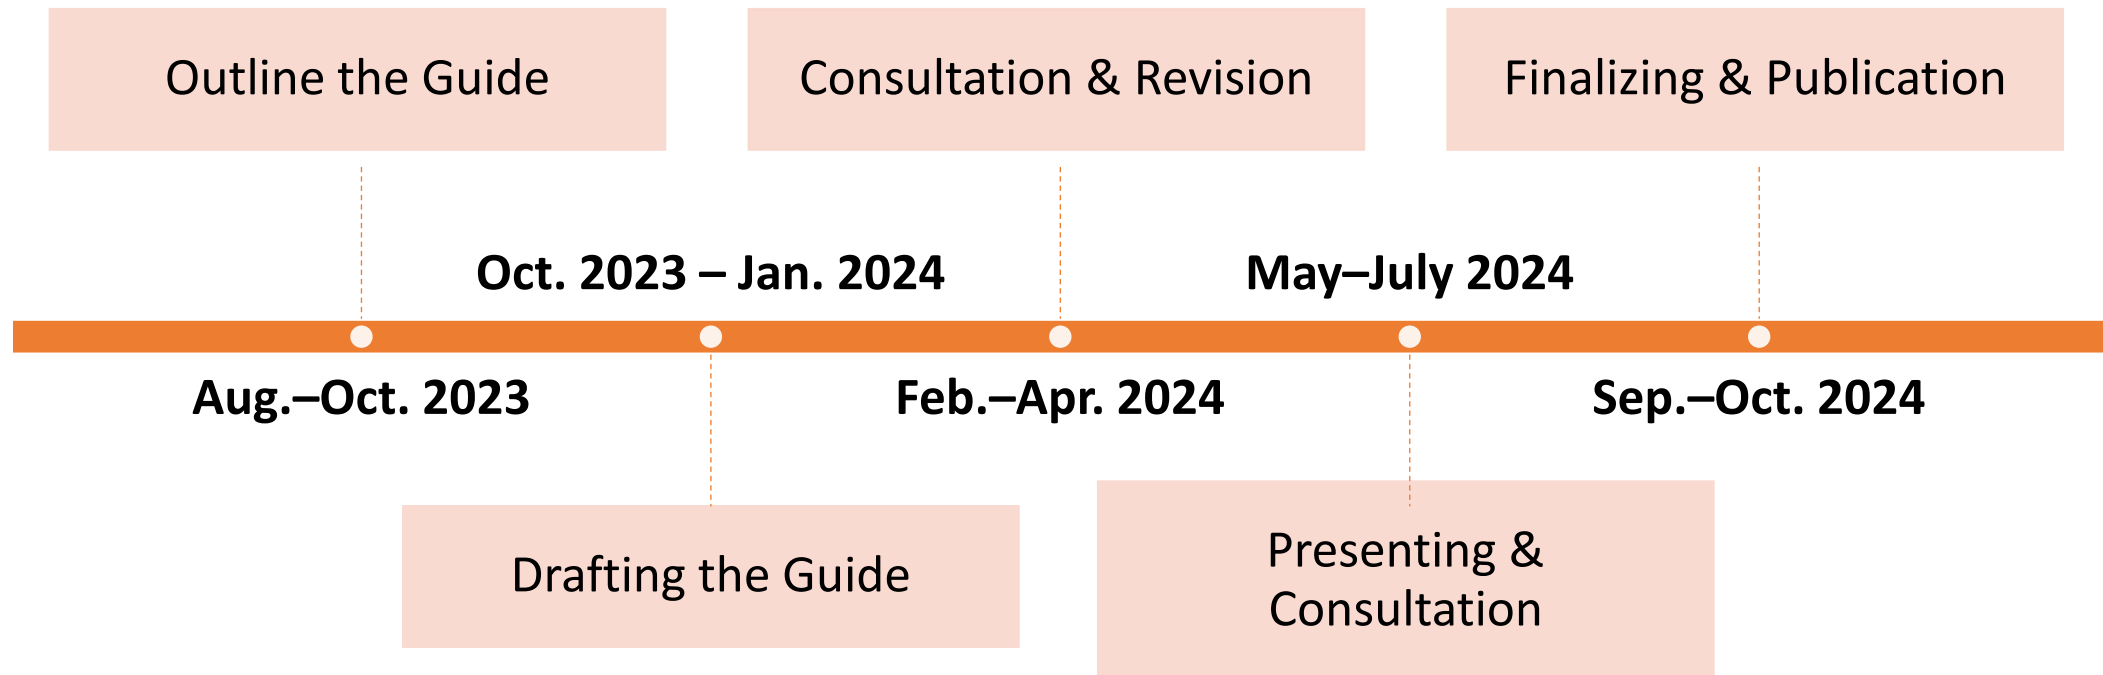 Outline the Guide
Consultation & Revision
Finalizing & Publication
Oct. 2023 – Jan. 2024
May–July 2024
Aug.–Oct. 2023
Feb.–Apr. 2024
Sep.–Oct. 2024
Drafting the Guide
Presenting &
Consultation